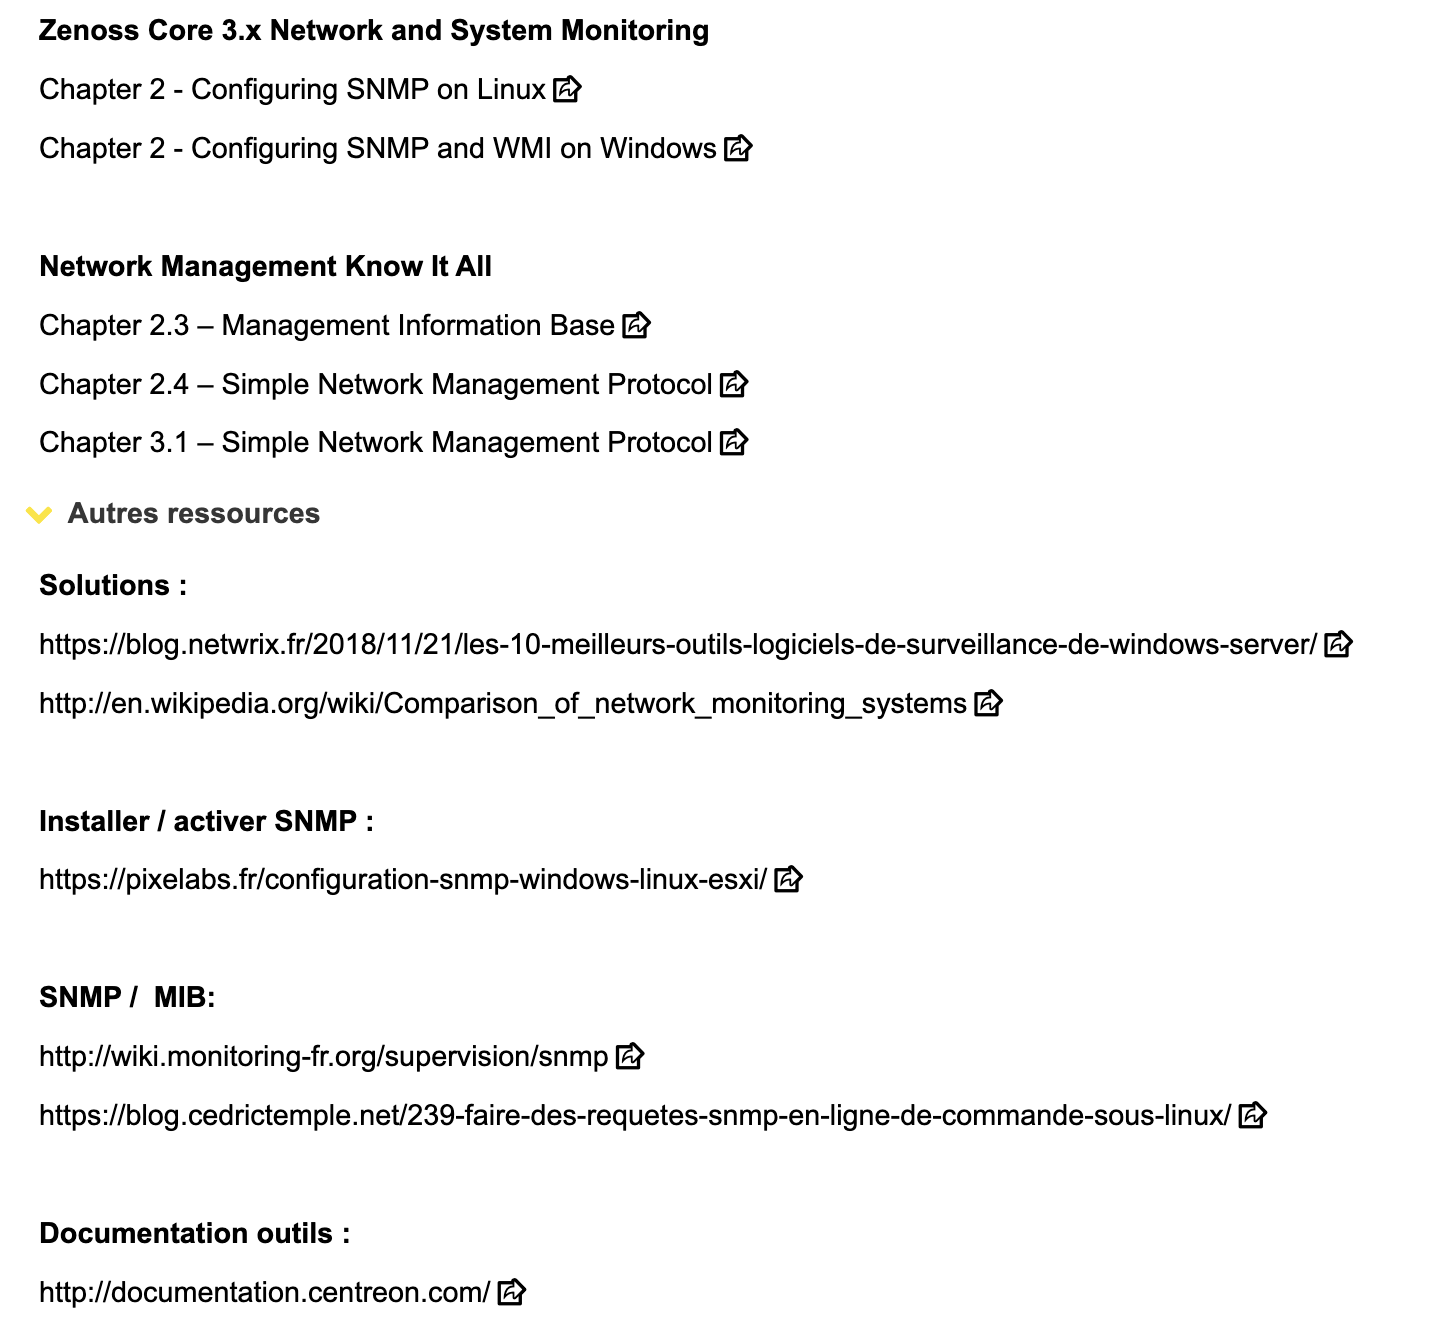 Zenoss Core 3.x Network and System Monitoring
Chapter 2 - Configuring SNMP on Linux
Chapter 2 - Configuring SNMP and WMI on Windows
Network Management Know It All
Chapter 2.3 – Management Information Base
Chapter 2.4 – Simple Network Management Protocol
Chapter 3.1 – Simple Network Management Protocol
Autres ressources
Solutions :
https://blog.netwrix.fr/2018/11/21/les-10-meilleurs-outils-logiciels-de-surveillance-de-windows-server/
http://en.wikipedia.org/wiki/Comparison_of_network_monitoring_systems
Installer / activer SNMP :
https://pixelabs.fr/configuration-snmp-windows-linux-esxi/
SNMP /  MIB:
http://wiki.monitoring-fr.org/supervision/snmp
https://blog.cedrictemple.net/239-faire-des-requetes-snmp-en-ligne-de-commande-sous-linux/
Documentation outils :
http://documentation.centreon.com/